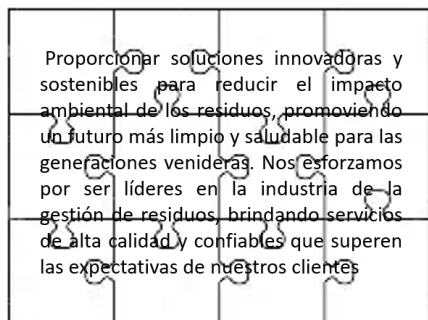 Proporcionar soluciones innovadoras y
sostenibles para reducir el impacto
ambiental de los residuos, promoviendo
un futuro más limpio y saludable para las
generaciones venideras. Nos esforzamos
por ser líderes en la industria de la
gestión de residuos, brindando servicios
de alta calidad y confiables que superen
las expectativas de nuestros clientes